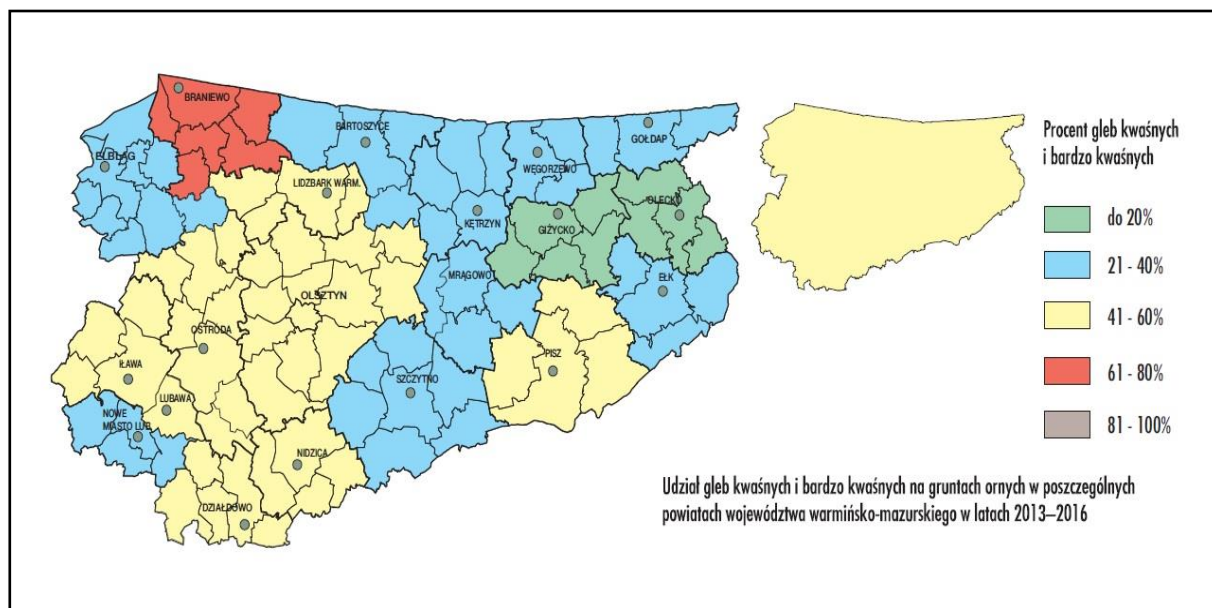 BRANIEWO
ELBLĄG
BARTOSZYCE
LIDZBARK WARM.
KĘTRZYN
WĘGORZEWO
GOŁDAP
GIŻYCKO
OLECKO
MRĄGOWO
EŁK
OLSZTYN
OSTRÓDA
PISZ
IŁAWA
LUBAWA
SZCZYTNO
NOWE
MIASTO LUB.
NIDZICA
DZIAŁDOWO
Procent gleb kwaśnych
i bardzo kwaśnych
do 20%
21 - 40%
41 - 60%
61 - 80%
81 - 100%
Udział gleb kwaśnych i bardzo kwaśnych na gruntach ornych w poszczególnych
powiatach województwa warmińsko-mazurskiego w latach 2013–2016